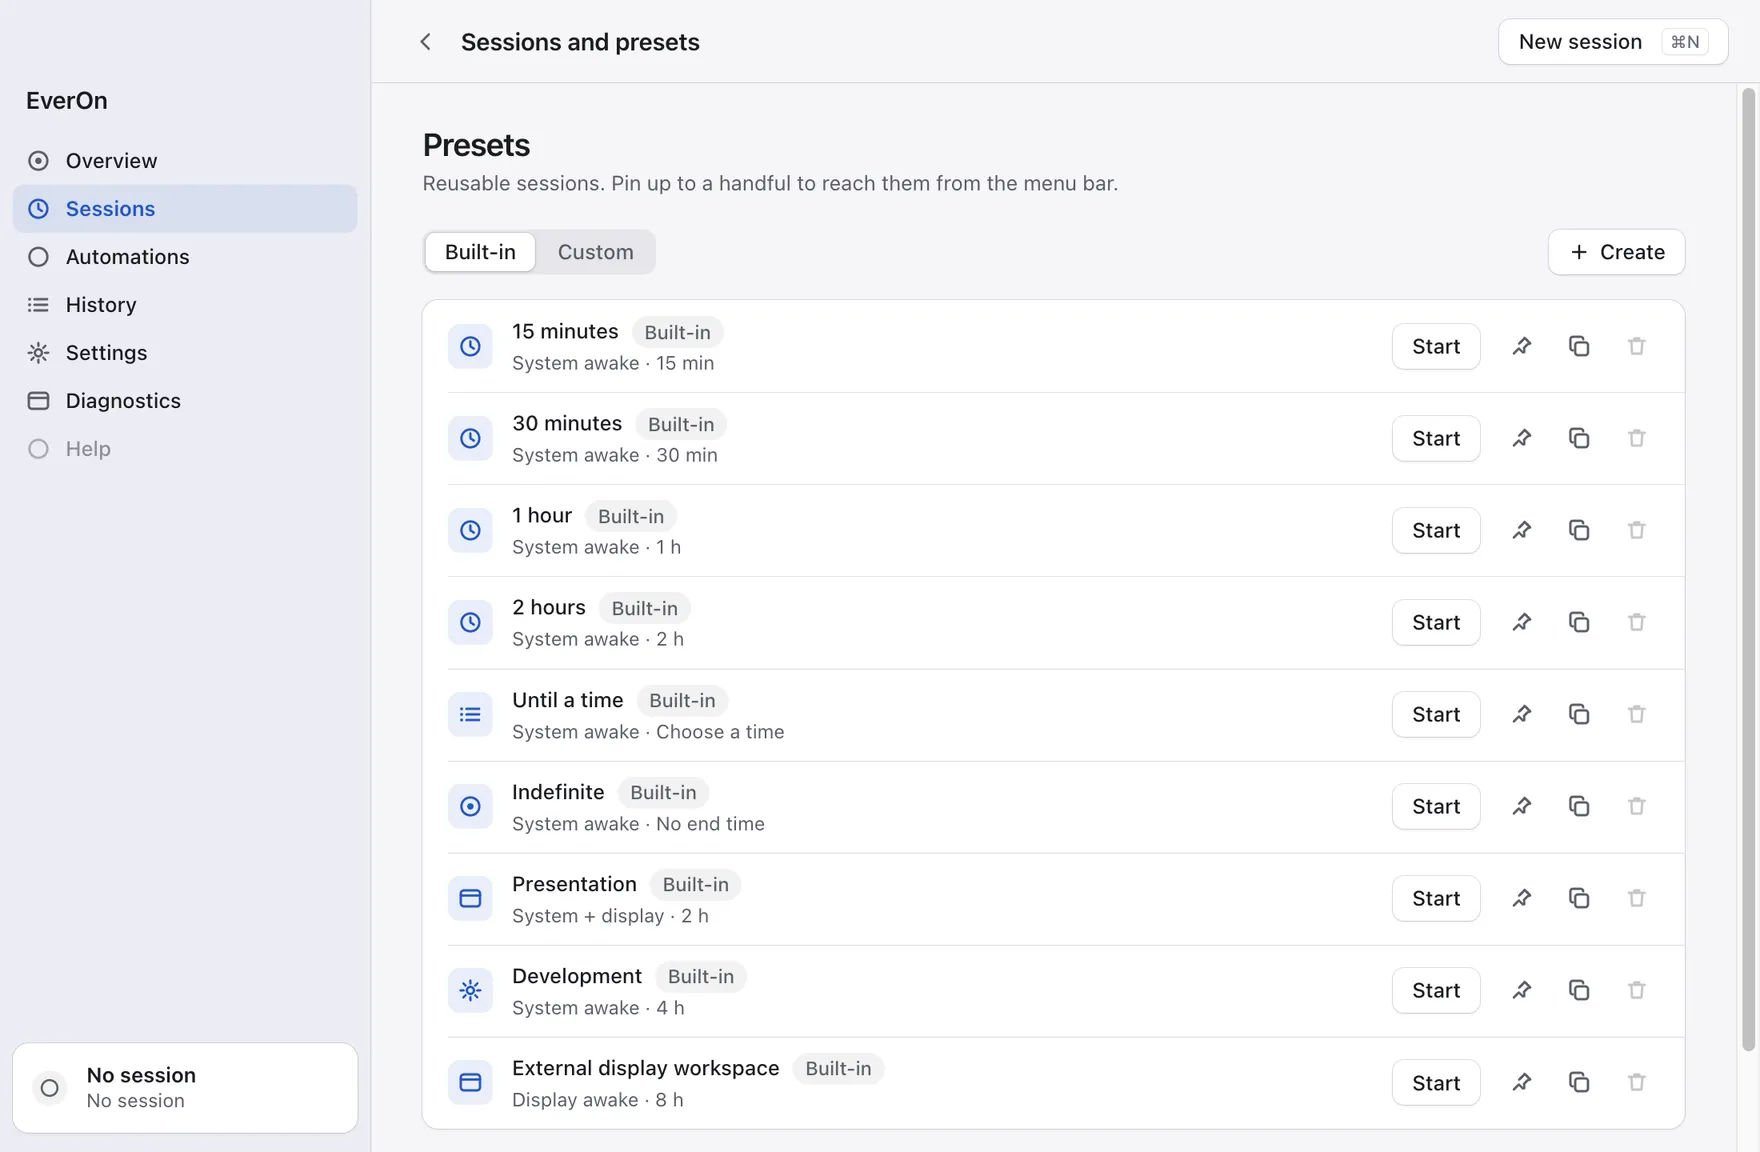 Sessions and presets
New session ⌘N
EverOn
Overview
Sessions
Automations
History
Settings
Diagnostics
Help
No session
No session
Presets
Reusable sessions. Pin up to a handful to reach them from the menu bar.
Built-in Custom
+ Create
15 minutes Built-in
System awake · 15 min
Start
30 minutes Built-in
System awake · 30 min
Start
1 hour Built-in
System awake · 1 h
Start
2 hours Built-in
System awake · 2 h
Start
Until a time Built-in
System awake · Choose a time
Start
Indefinite Built-in
System awake · No end time
Start
Presentation Built-in
System + display · 2 h
Start
Development Built-in
System awake · 4 h
Start
External display workspace Built-in
Display awake · 8 h
Start